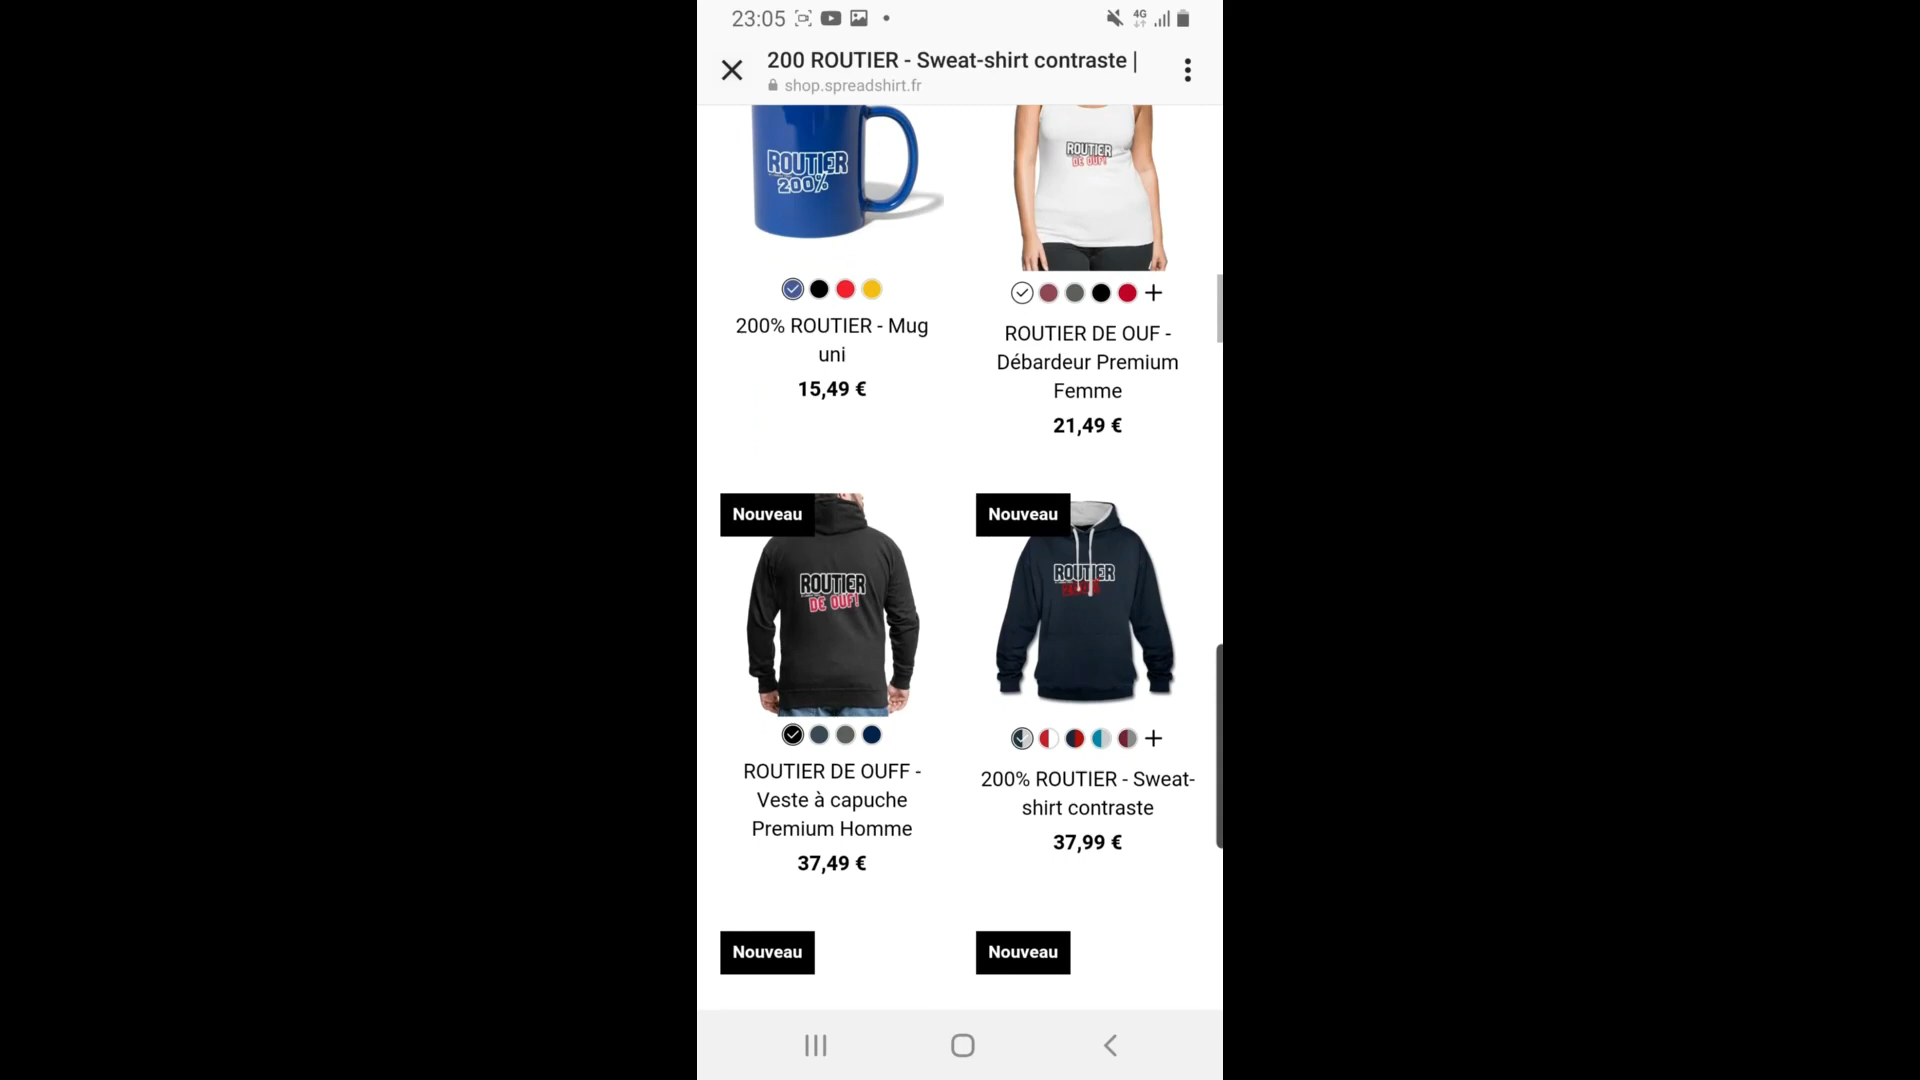 23:05
4G
200 ROUTIER - Sweat-shirt contraste |
shop.spreadshirt.fr
ROUTIER
200%
ROUTIER
DE OUF!
200% ROUTIER - Mug
uni
15,49 €
ROUTIER DE OUF -
Débardeur Premium
Femme
21,49 €
Nouveau
ROUTIER
DE OUF!
Nouveau
ROUTIER
ROUTIER DE OUFF -
Veste à capuche
Premium Homme
37,49 €
200% ROUTIER - Sweat-
shirt contraste
37,99 €
Nouveau
Nouveau